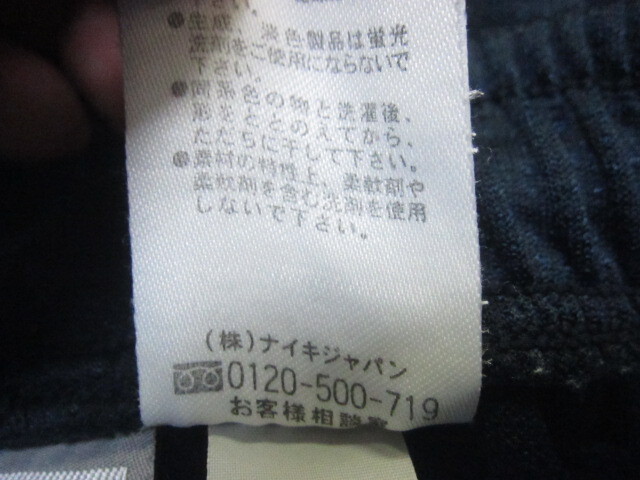 下さい。
●生成、淡色製品は蛍光
洗剤をご使用にならないで
下さい。
●同系色の物と洗濯後、
形をととのえてから、
ただちに干して下さい。
●素材の特性上、柔軟剤や
柔軟剤を含む洗剤を使用
しないで下さい。
(株)ナイキジャパン
0120-500-719
お客様相談室